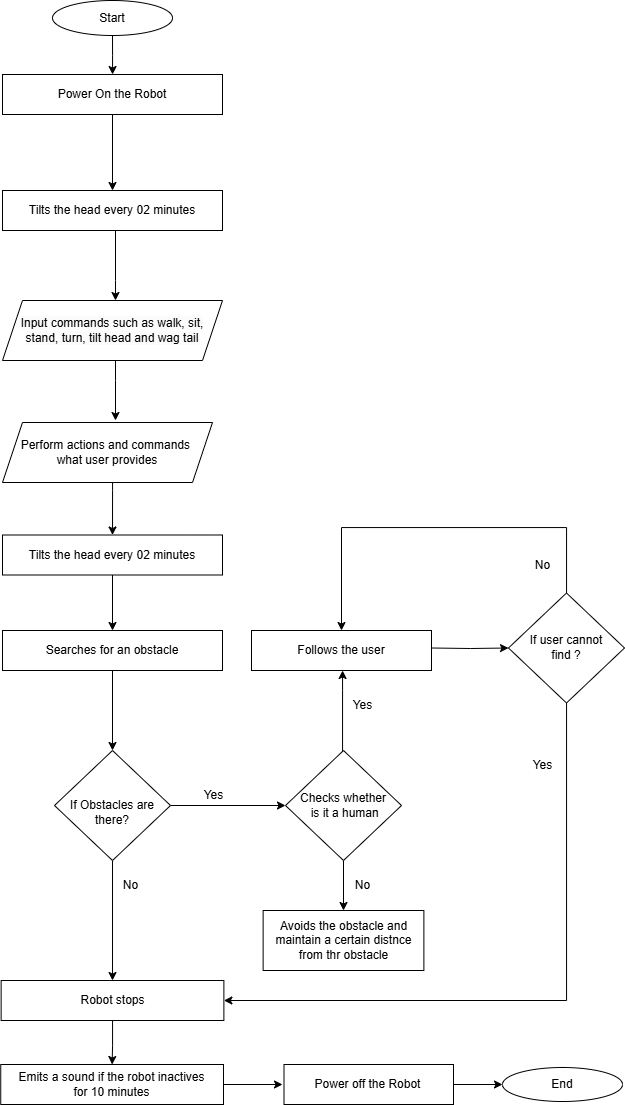 Start
Power On the Robot
Tilts the head every 02 minutes
Input commands such as walk, sit,
stand, turn, tilt head and wag tail
Perform actions and commands
what user provides
Tilts the head every 02 minutes
Searches for an obstacle
If Obstacles are
there?
Yes
No
Checks whether
is it a human
Yes
No
Follows the user
If user cannot
find ?
No
Yes
Avoids the obstacle and
maintain a certain distnce
from thr obstacle
Robot stops
Emits a sound if the robot inactives
for 10 minutes
Power off the Robot
End